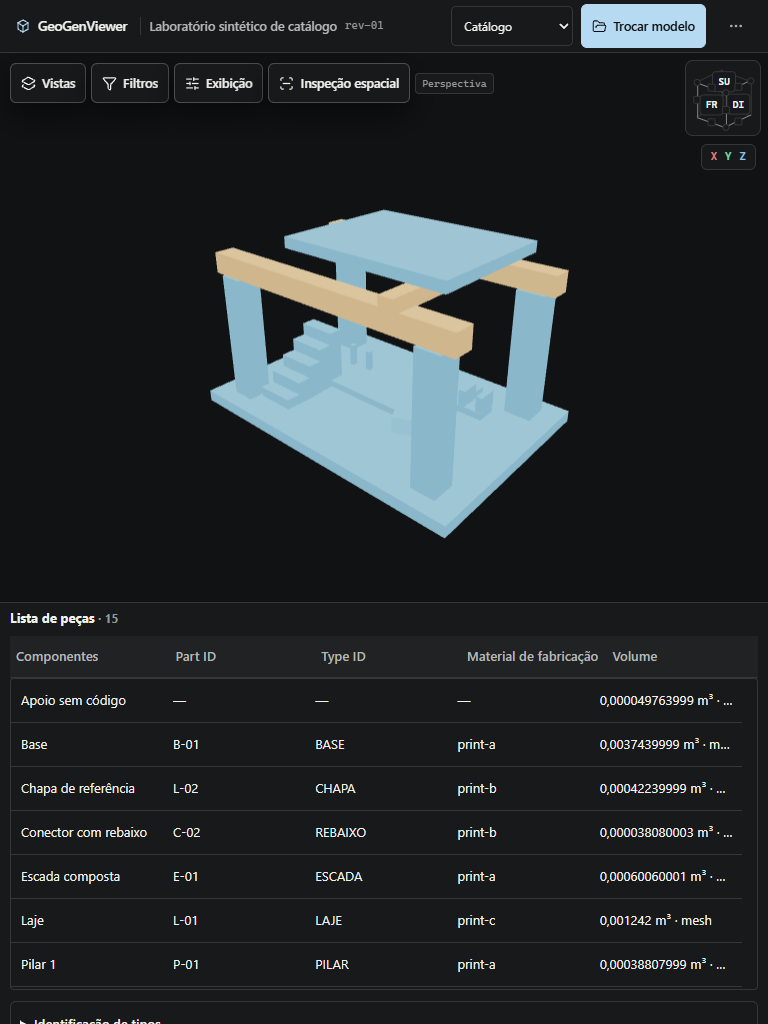 GeoGenViewer Laboratório sintético de catálogo rev-01 Catálogo Trocar modelo ...
Vistas Filtros Exibição Inspeção espacial Perspectiva
SU
FR DI
X Y Z
Lista de peças · 15
Componentes Part ID Type ID Material de fabricação Volume
Apoio sem código — — — 0,000049763999 m³ · ...
Base B-01 BASE print-a 0,0037439999 m³ · m...
Chapa de referência L-02 CHAPA print-b 0,00042239999 m³ · ...
Conector com rebaixo C-02 REBAIXO print-b 0,000038080003 m³ · ...
Escada composta E-01 ESCADA print-a 0,00060060001 m³ · ...
Laje L-01 LAJE print-c 0,001242 m³ · mesh
Pilar 1 P-01 PILAR print-a 0,00038807999 m³ · ...
Identificação de tipos